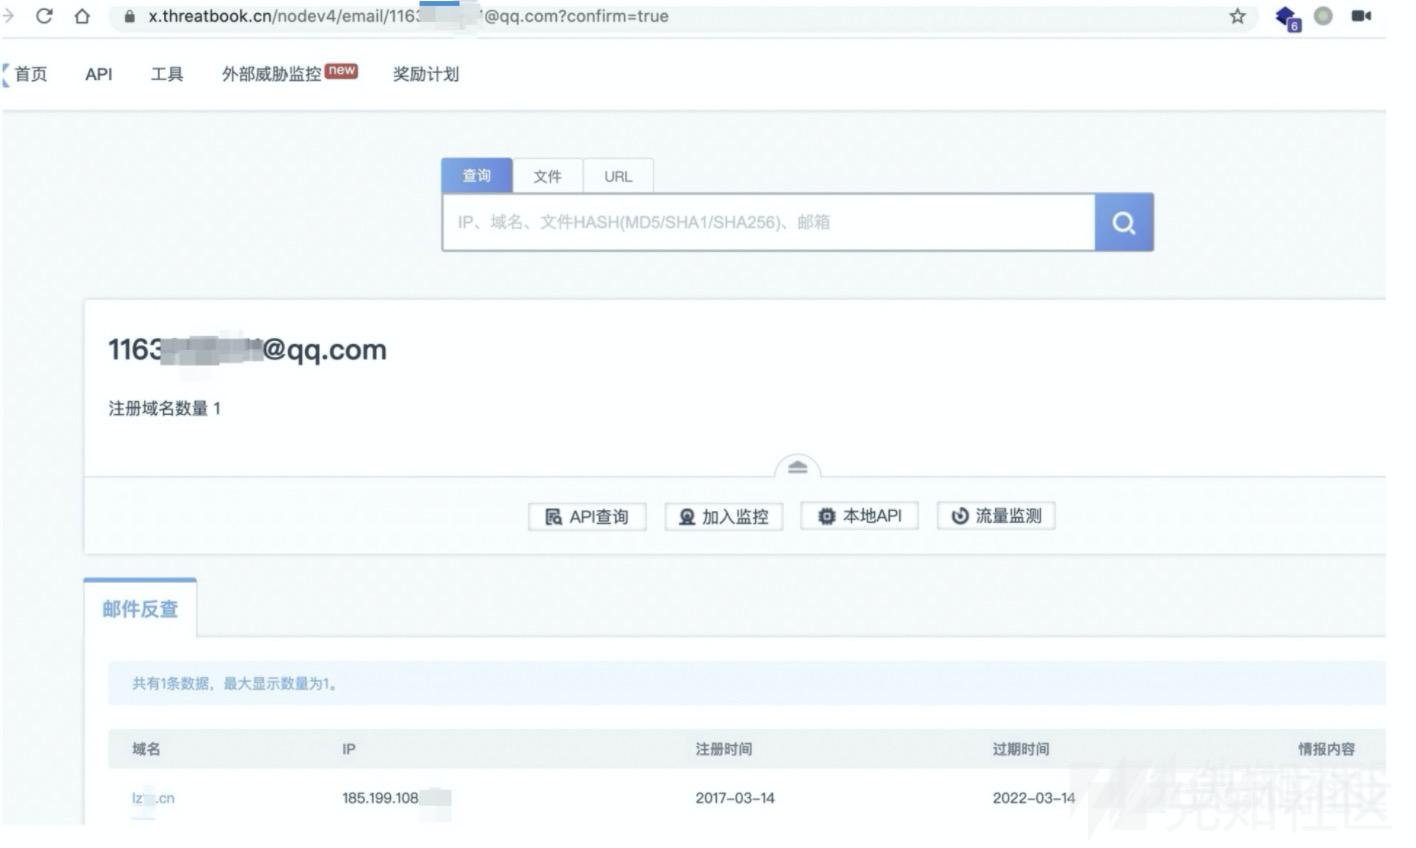 x.threatbook.cn/nodev4/email/1163 @qq.com?confirm=true
6
首页 API 工具 外部威胁监控 new 奖励计划
查询 文件 URL
IP、域名、文件HASH(MD5/SHA1/SHA256)、邮箱
1163 @qq.com
注册域名数量 1
API查询 加入监控 本地API 流量监测
邮件反查
共有1条数据，最大显示数量为1。
域名 IP 注册时间 过期时间 情报内容
lz .cn 185.199.108 2017-03-14 2022-03-14
先知社区